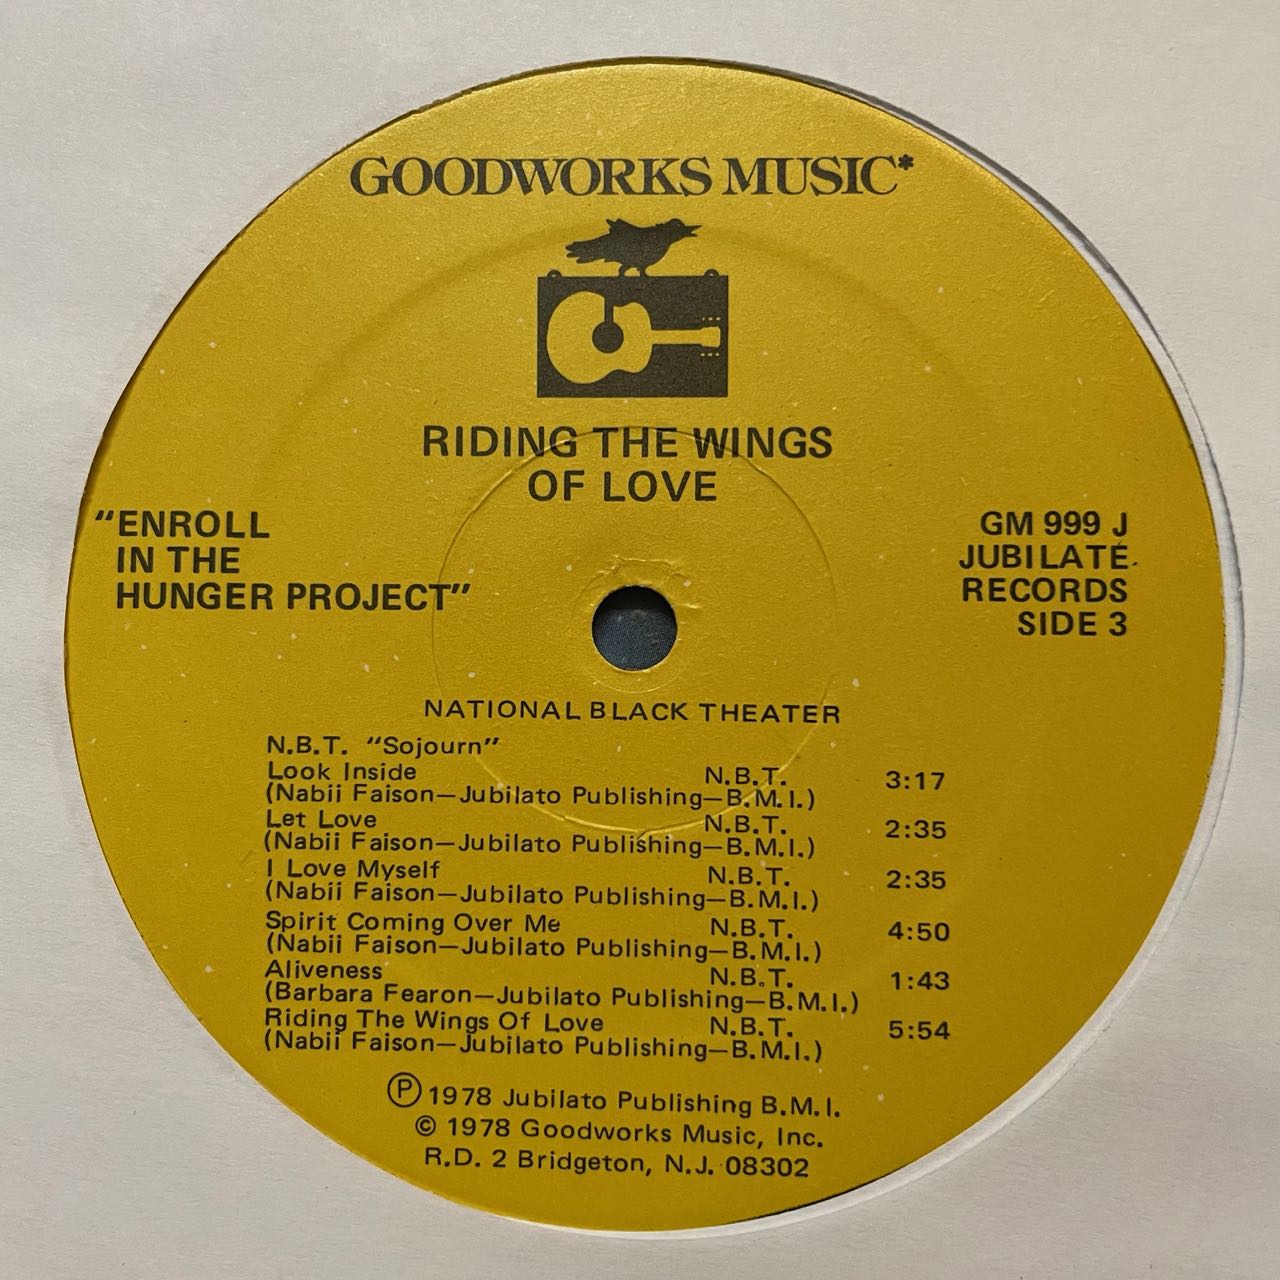 GOODWORKS MUSIC*
RIDING THE WINGS
OF LOVE
"ENROLL
IN THE
HUNGER PROJECT"
GM 999 J
JUBILATÉ
RECORDS
SIDE 3
NATIONAL BLACK THEATER
N.B.T. "Sojourn"
Look Inside N.B.T. 3:17
(Nabii Faison—Jubilato Publishing—B.M.I.)
Let Love N.B.T. 2:35
(Nabii Faison—Jubilato Publishing—B.M.I.)
I Love Myself N.B.T. 2:35
(Nabii Faison—Jubilato Publishing—B.M.I.)
Spirit Coming Over Me N.B.T. 4:50
(Nabii Faison—Jubilato Publishing—B.M.I.)
Aliveness N.B.T. 1:43
(Barbara Fearon—Jubilato Publishing—B.M.I.)
Riding The Wings Of Love N.B.T. 5:54
(Nabii Faison—Jubilato Publishing—B.M.I.)
Ⓟ 1978 Jubilato Publishing B.M.I.
© 1978 Goodworks Music, Inc.
R.D. 2 Bridgeton, N.J. 08302